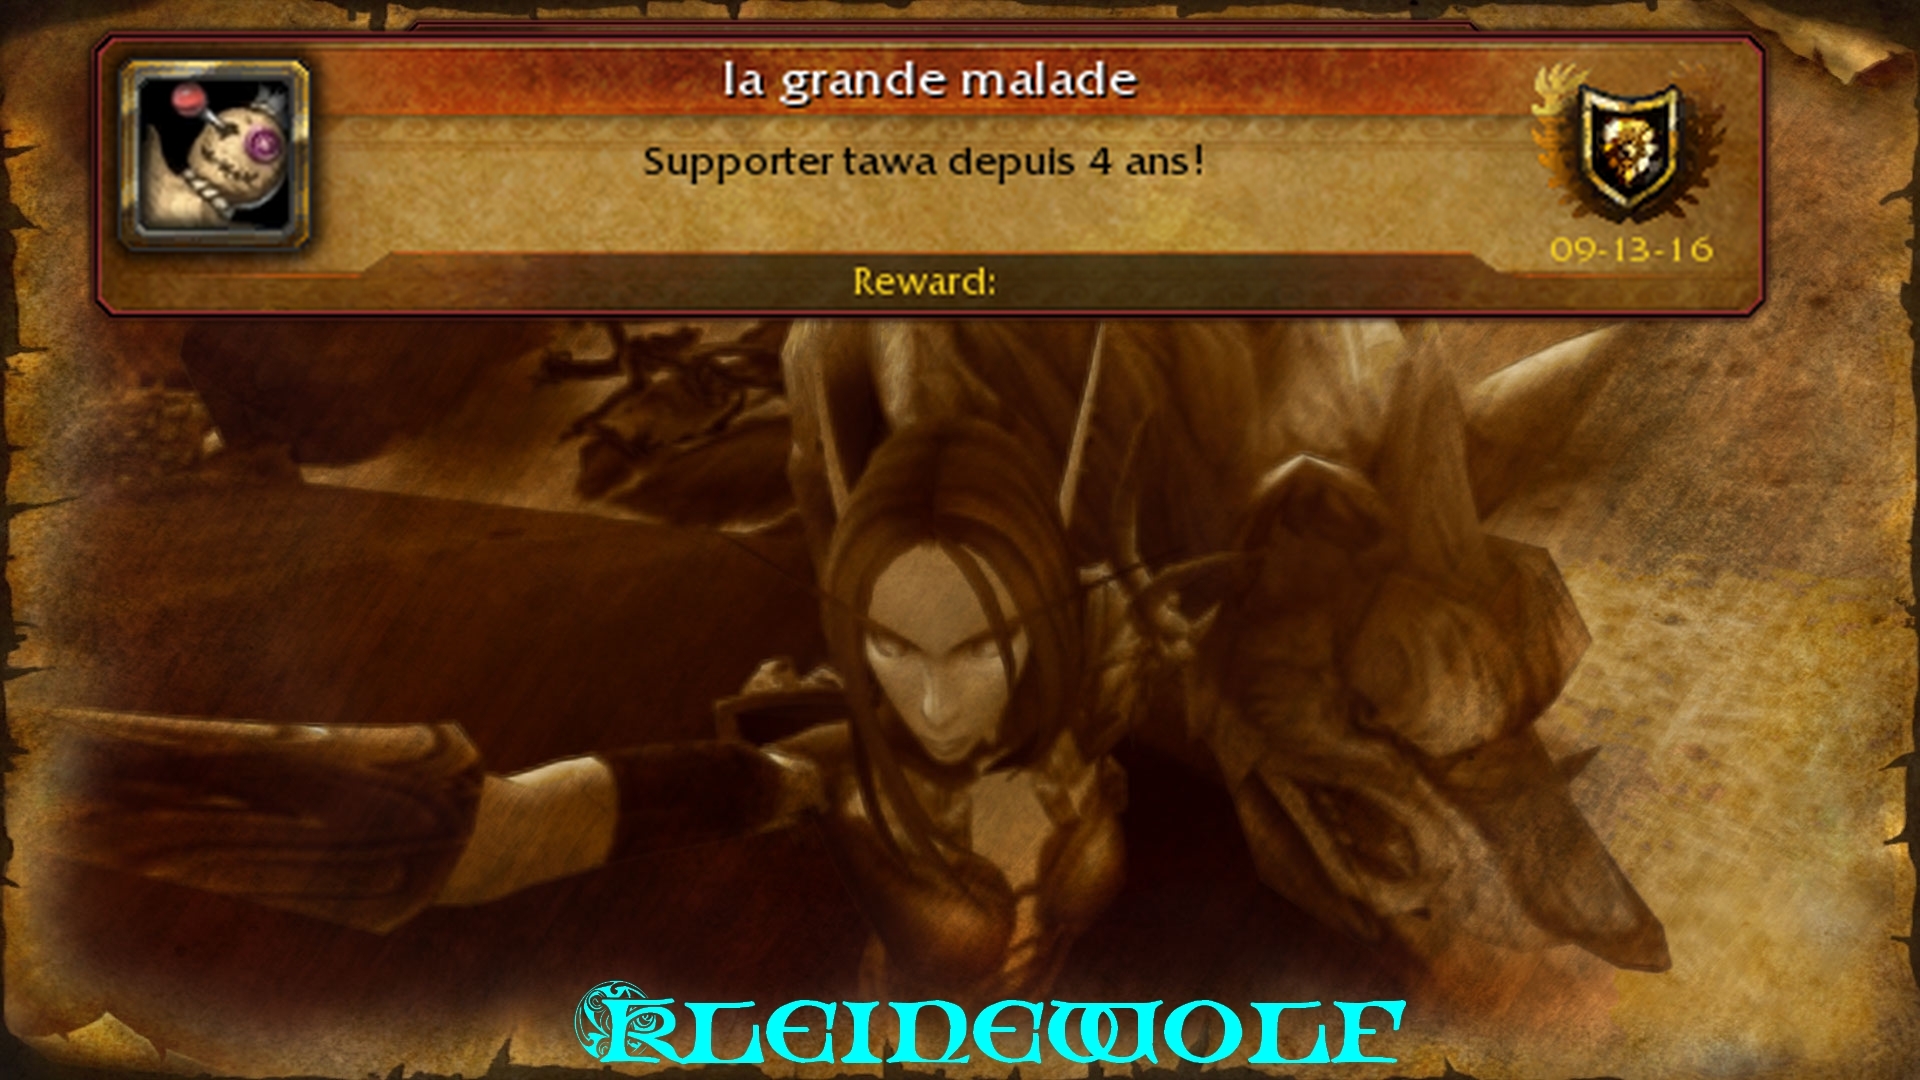 la grande malade
Supporter tawa depuis 4 ans!
09-13-16
Reward:
KLEINEWOLF